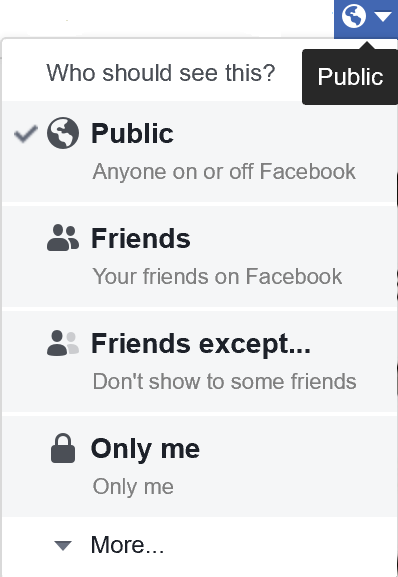 Who should see this?
Public
Public
Anyone on or off Facebook
Friends
Your friends on Facebook
Friends except...
Don't show to some friends
Only me
Only me
More...